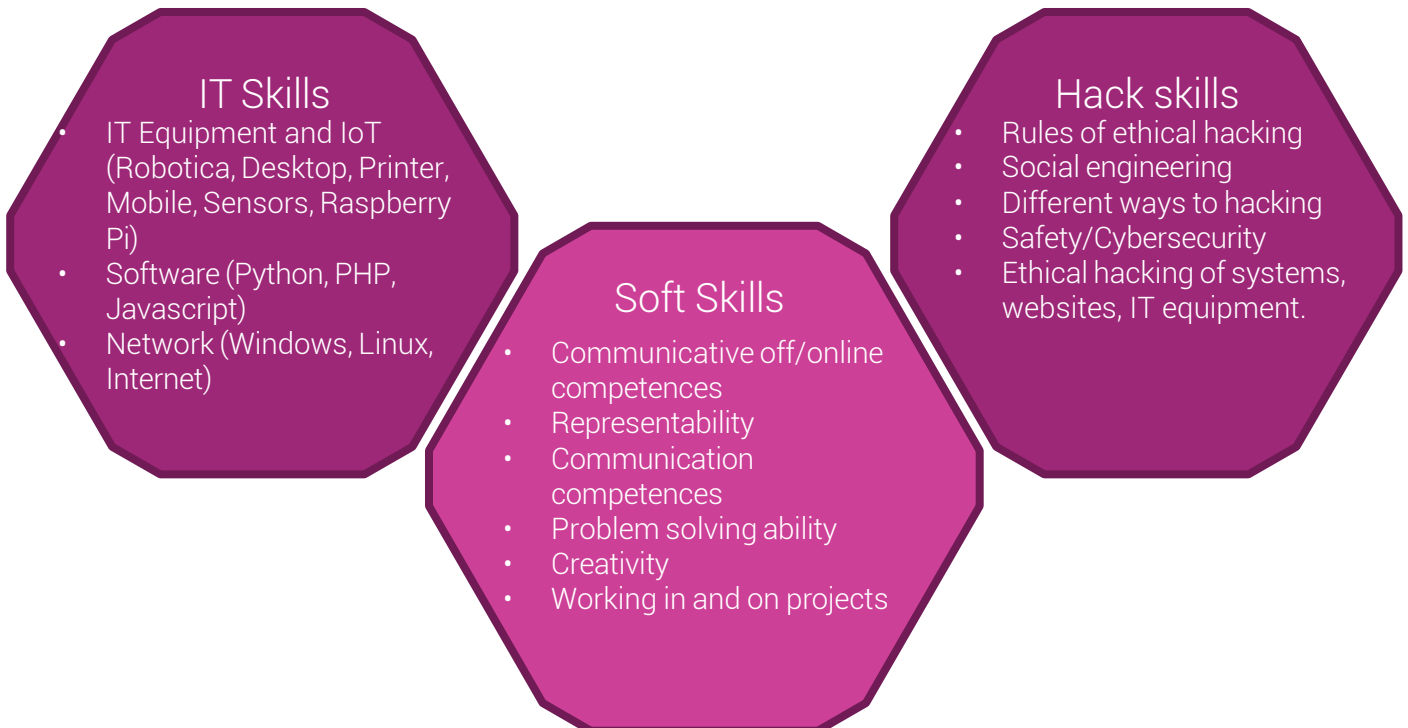 IT Skills
• IT Equipment and IoT
(Robotica, Desktop, Printer,
Mobile, Sensors, Raspberry
Pi)
• Software (Python, PHP,
Javascript)
• Network (Windows, Linux,
Internet)
Soft Skills
• Communicative off/online
competences
• Representability
• Communication
competences
• Problem solving ability
• Creativity
• Working in and on projects
Hack skills
• Rules of ethical hacking
• Social engineering
• Different ways to hacking
• Safety/Cybersecurity
• Ethical hacking of systems,
websites, IT equipment.